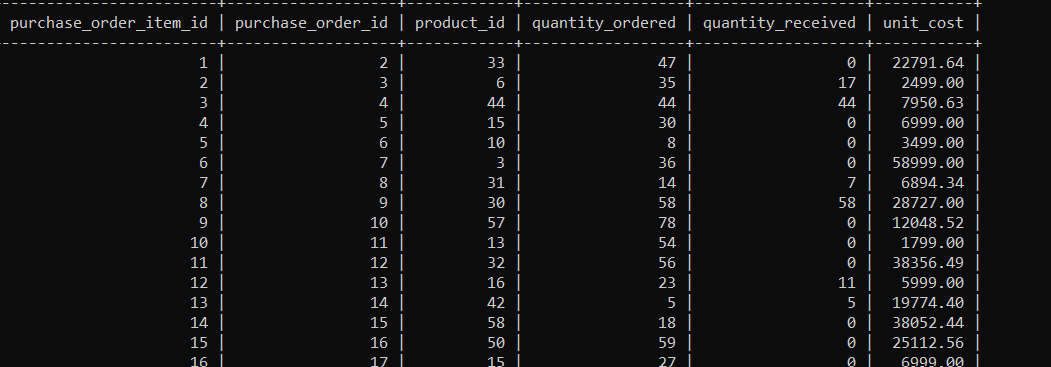 purchase_order_item_id | purchase_order_id | product_id | quantity_ordered | quantity_received | unit_cost |
1 | 2 | 33 | 47 | 0 | 22791.64 |
2 | 3 | 6 | 35 | 17 | 2499.00 |
3 | 4 | 44 | 44 | 44 | 7950.63 |
4 | 5 | 15 | 30 | 0 | 6999.00 |
5 | 6 | 10 | 8 | 0 | 3499.00 |
6 | 7 | 3 | 36 | 0 | 58999.00 |
7 | 8 | 31 | 14 | 7 | 6894.34 |
8 | 9 | 30 | 58 | 58 | 28727.00 |
9 | 10 | 57 | 78 | 0 | 12048.52 |
10 | 11 | 13 | 54 | 0 | 1799.00 |
11 | 12 | 32 | 56 | 0 | 38356.49 |
12 | 13 | 16 | 23 | 11 | 5999.00 |
13 | 14 | 42 | 5 | 5 | 19774.40 |
14 | 15 | 58 | 18 | 0 | 38052.44 |
15 | 16 | 50 | 59 | 0 | 25112.56 |
16 | 17 | 15 | 27 | 0 | 6999.00 |